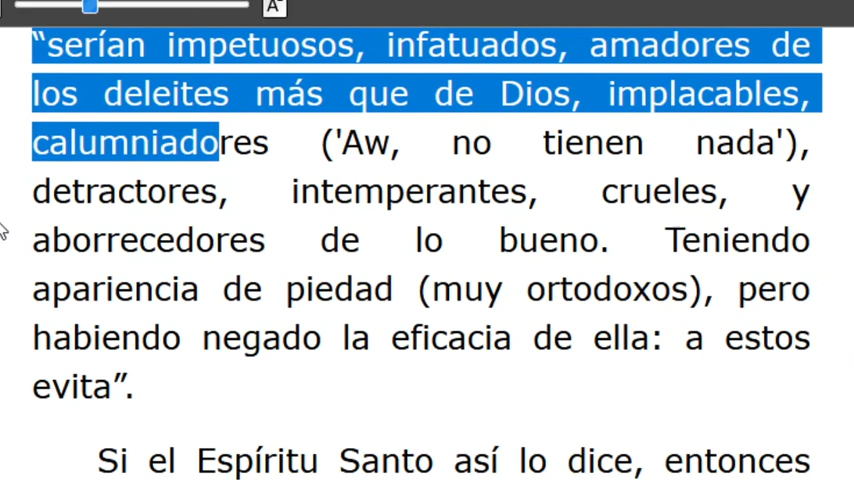 A
“serían impetuosos, infatuados, amadores de
los deleites más que de Dios, implacables,
calumniadores ('Aw, no tienen nada'),
detractores, intemperantes, crueles, y
aborrecedores de lo bueno. Teniendo
apariencia de piedad (muy ortodoxos), pero
habiendo negado la eficacia de ella: a estos
evita”.
Si el Espíritu Santo así lo dice, entonces